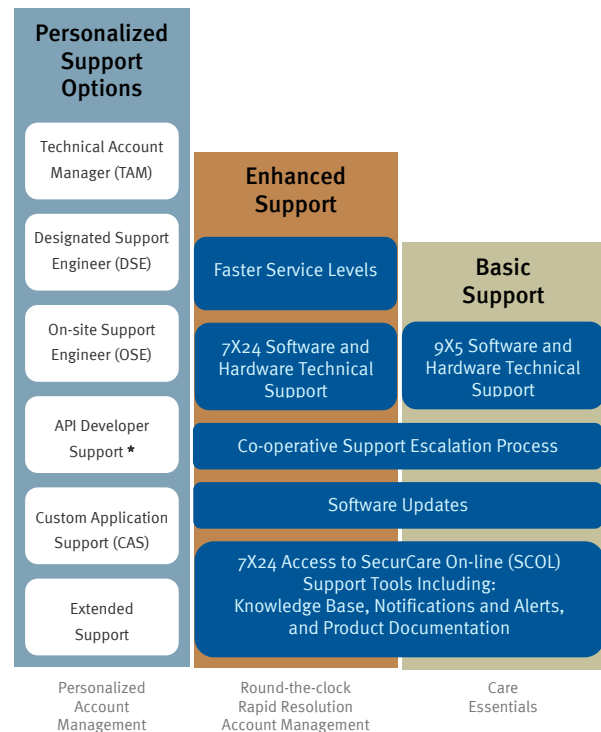 Personalized
Support
Options
Technical Account
Manager (TAM)
Designated Support
Engineer (DSE)
On-site Support
Engineer (OSE)
API Developer
Support *
Custom Application
Support (CAS)
Extended
Support
Personalized
Account
Management
Enhanced
Support
Faster Service Levels
7X24 Software and
Hardware Technical
Support
Basic
Support
9X5 Software and
Hardware Technical
Support
Co-operative Support Escalation Process
Software Updates
7X24 Access to SecurCare On-line (SCOL)
Support Tools Including:
Knowledge Base, Notifications and Alerts,
and Product Documentation
Round-the-clock
Rapid Resolution
Account Management
Care
Essentials